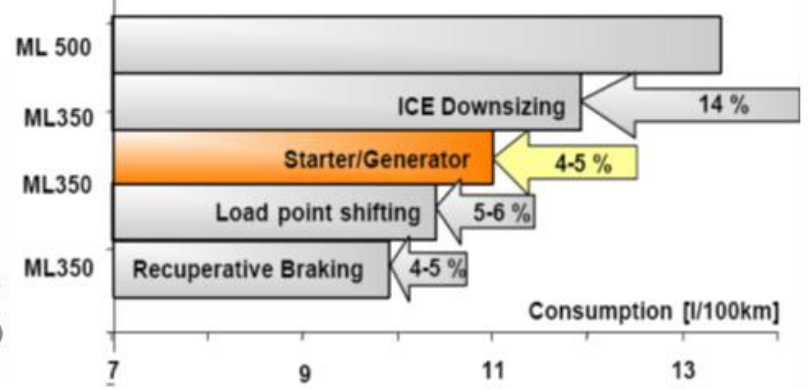 ML 500
ICE Downsizing
14 %
ML350
Starter/Generator
4-5 %
ML350
Load point shifting
5-6 %
ML350
Recuperative Braking
4-5 %
Consumption [l/100km]
7
9
11
13